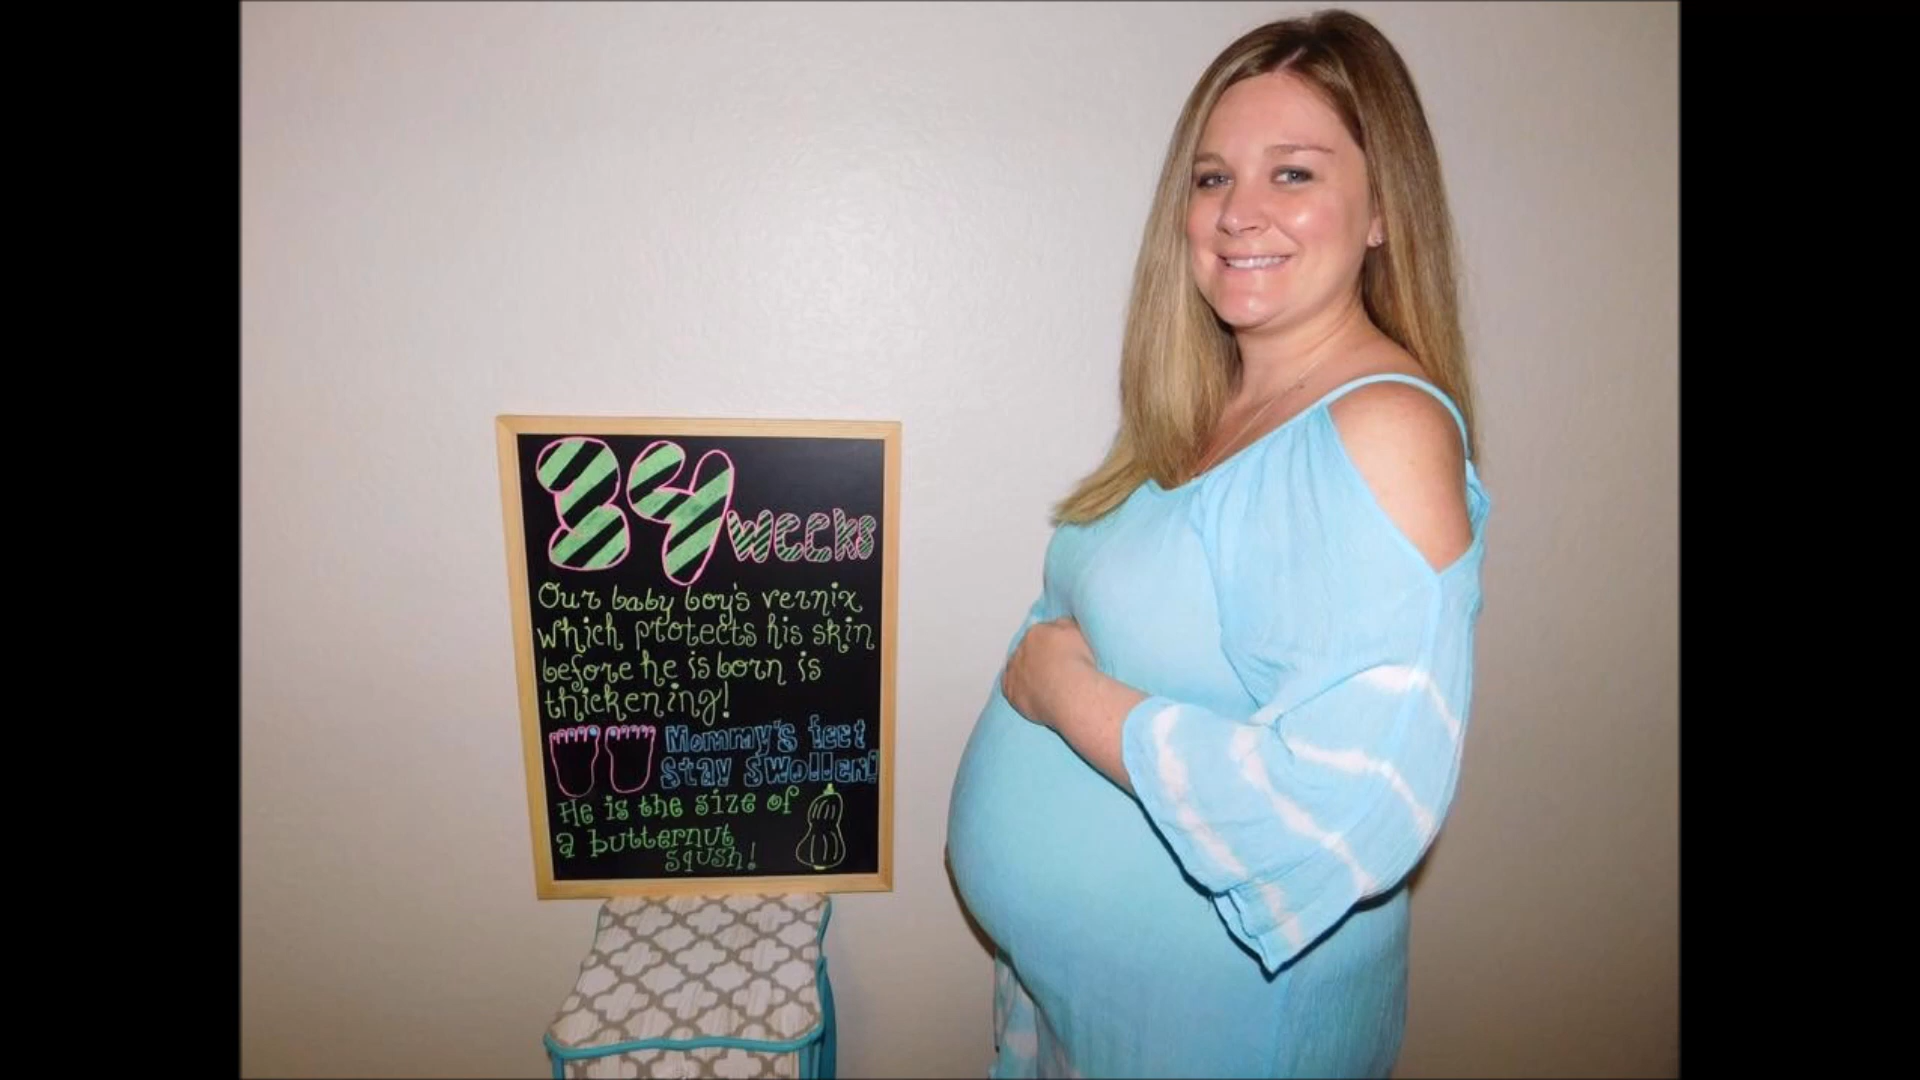 34 weeks
Our baby boy's vernix
which protects his skin
before he is born is
thickening!
Mommy's feet
stay swollen!
He is the size of
a butternut
sqush!